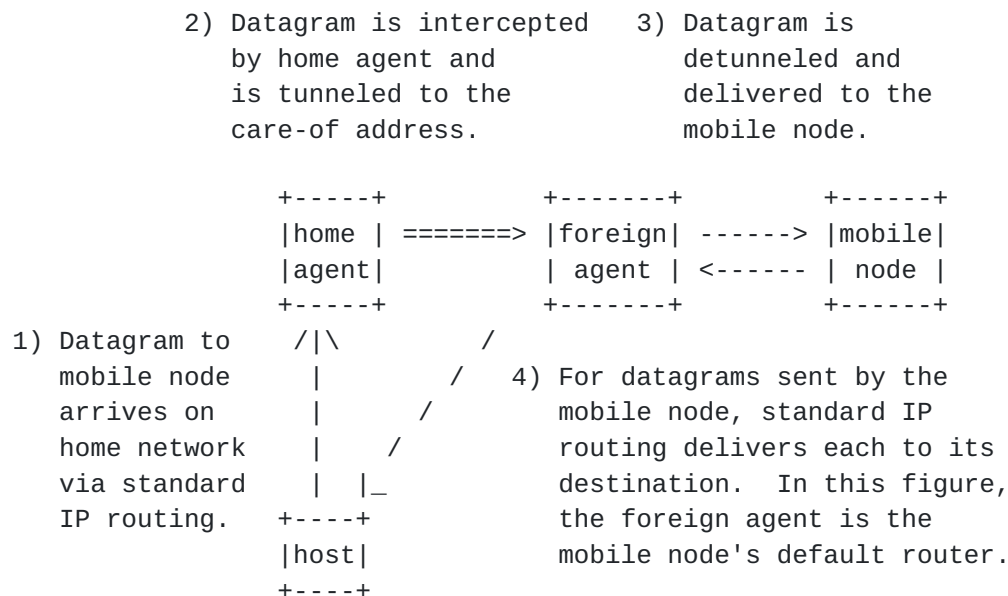 2) Datagram is intercepted   3) Datagram is
   by home agent and            detunneled and
   is tunneled to the           delivered to the
   care-of address.             mobile node.

                 +-----+          +-------+         +------+
                 |home | =======> |foreign| ------> |mobile|
                 |agent|          | agent | <------ | node |
                 +-----+          +-------+         +------+
1) Datagram to    /|\         /
   mobile node     |        /   4) For datagrams sent by the
   arrives on      |      /        mobile node, standard IP
   home network    |    /          routing delivers each to its
   via standard    |  |_           destination.  In this figure,
   IP routing.   +----+            the foreign agent is the
                 |host|            mobile node's default router.
                 +----+